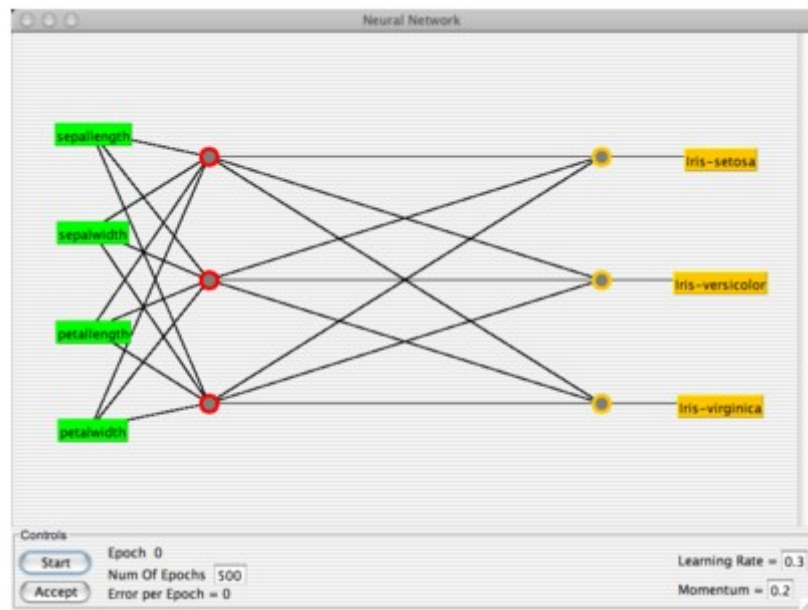 Neural Network
sepallength
Iris-setosa
sepalwidth
Iris-versicolor
petallength
Iris-virginica
petalwidth
Controls
Start
Epoch 0
Num Of Epochs 500
Accept
Error per Epoch = 0
Learning Rate = 0.3
Momentum = 0.2